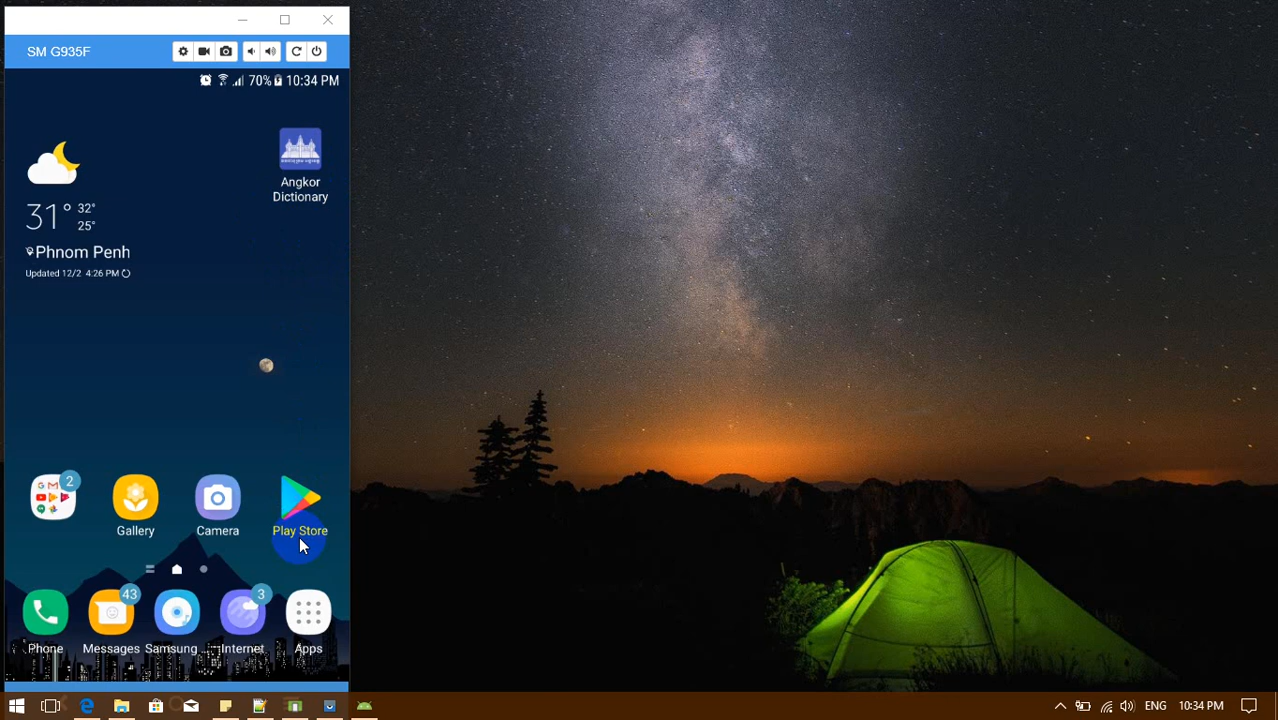 SM G935F
70% 10:34 PM
Angkor
Dictionary
31° 32°
25°
Phnom Penh
Updated 12/2 4:26 PM
2
Gallery
Camera
Play Store
43
3
Phone
Messages
Samsung ...
Internet
Apps
ENG 10:34 PM